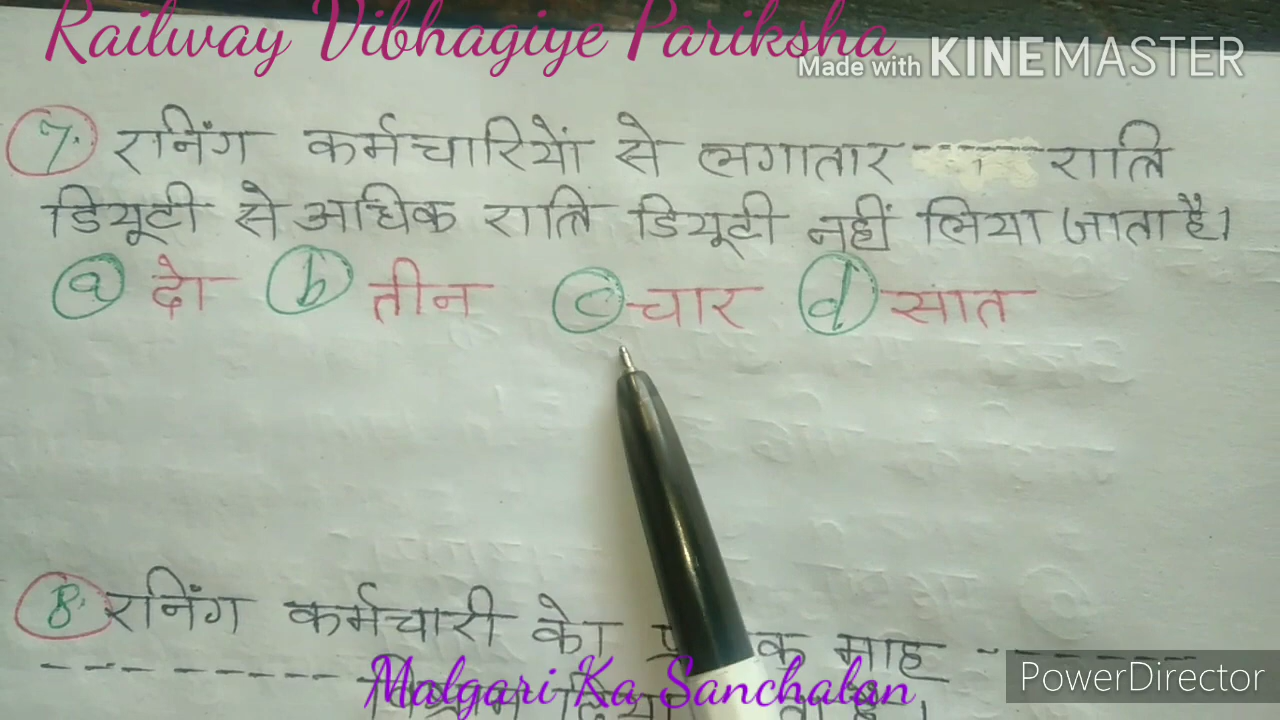 Railway Vibhagiye Pariksha
Made with KINEMASTER
7. रनिंग कर्मचारियों से लगातार ---- रात्रि
डियूटी से अधिक रात्रि डियूटी नहीं लिया जाता है।
a दो b तीन c चार d सात
8. रनिंग कर्मचारी को माह -------
---------
PowerDirector
Malgari Ka Sanchalan